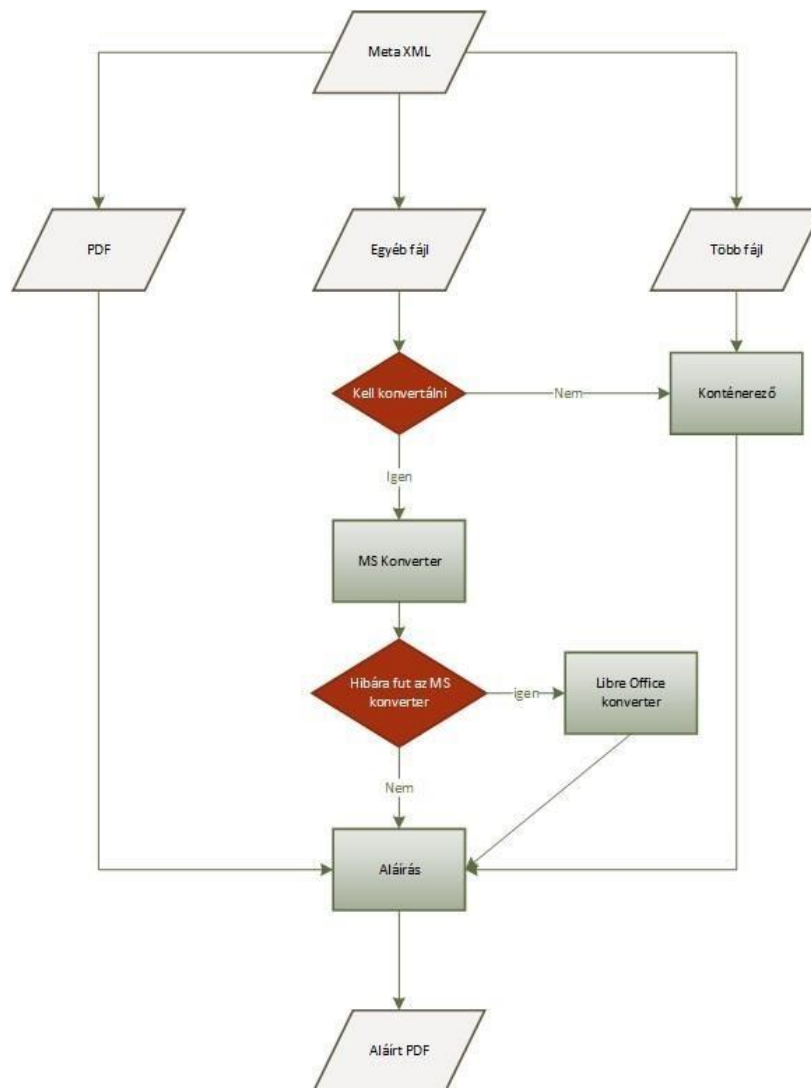 Meta XML
PDF
Egyéb fájl
Több fájl
Kell konvertálni
Nem
Konténerező
Igen
MS Konverter
Hibára fut az MS
konverter
igen
Libre Office
konverter
Nem
Aláírás
Aláírt PDF